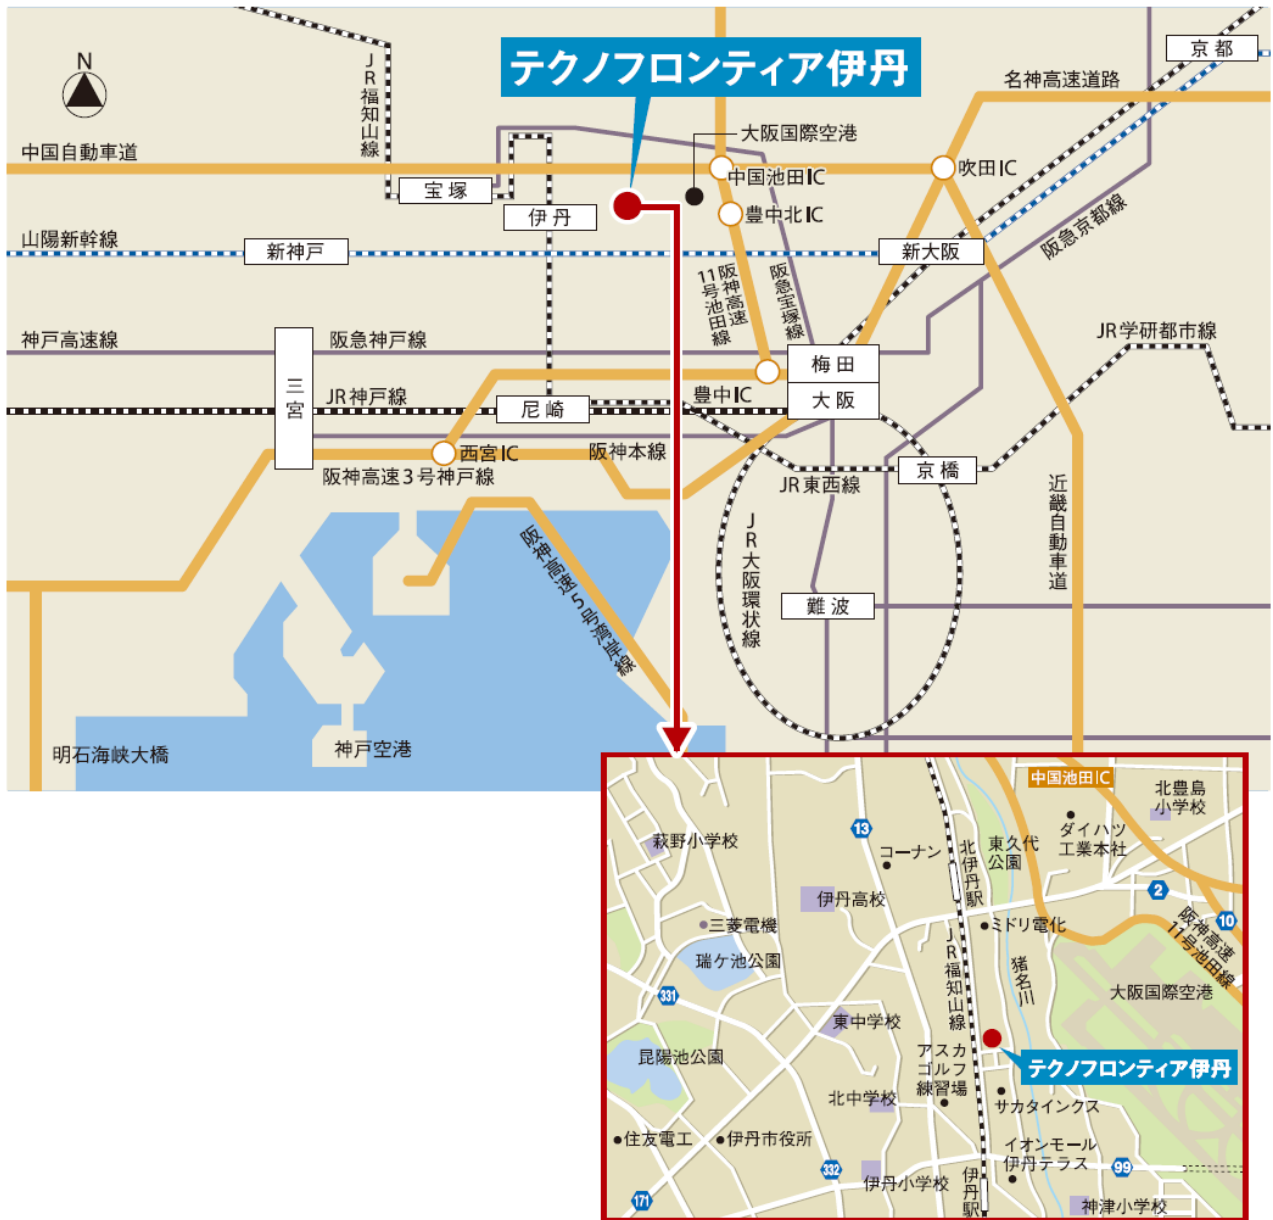 N
テクノフロンティア伊丹
京都
名神高速道路
JR福知山線
大阪国際空港
中国自動車道
中国池田IC
吹田IC
宝塚
伊丹
豊中北IC
阪急京都線
山陽新幹線
新神戸
新大阪
阪神高速
11号池田線
阪急宝塚線
神戸高速線
阪急神戸線
JR学研都市線
三宮
梅田
JR神戸線
尼崎
豊中IC
大阪
西宮IC
阪神本線
阪神高速3号神戸線
京橋
JR東西線
近畿自動車道
JR大阪環状線
阪神高速5号湾岸線
難波
明石海峡大橋
神戸空港
中国池田IC
北豊島
小学校
萩野小学校
13
コーナン
北伊丹駅
東久代
公園
ダイハツ
工業本社
2
伊丹高校
10
三菱電機
ミドリ電化
阪神高速
11号池田線
瑞ケ池公園
JR福知山線
猪名川
大阪国際空港
331
東中学校
昆陽池公園
アスカ
ゴルフ
練習場
テクノフロンティア伊丹
北中学校
サカタインクス
住友電工
伊丹市役所
イオンモール
伊丹テラス
332
99
伊丹小学校
伊丹駅
171
神津小学校